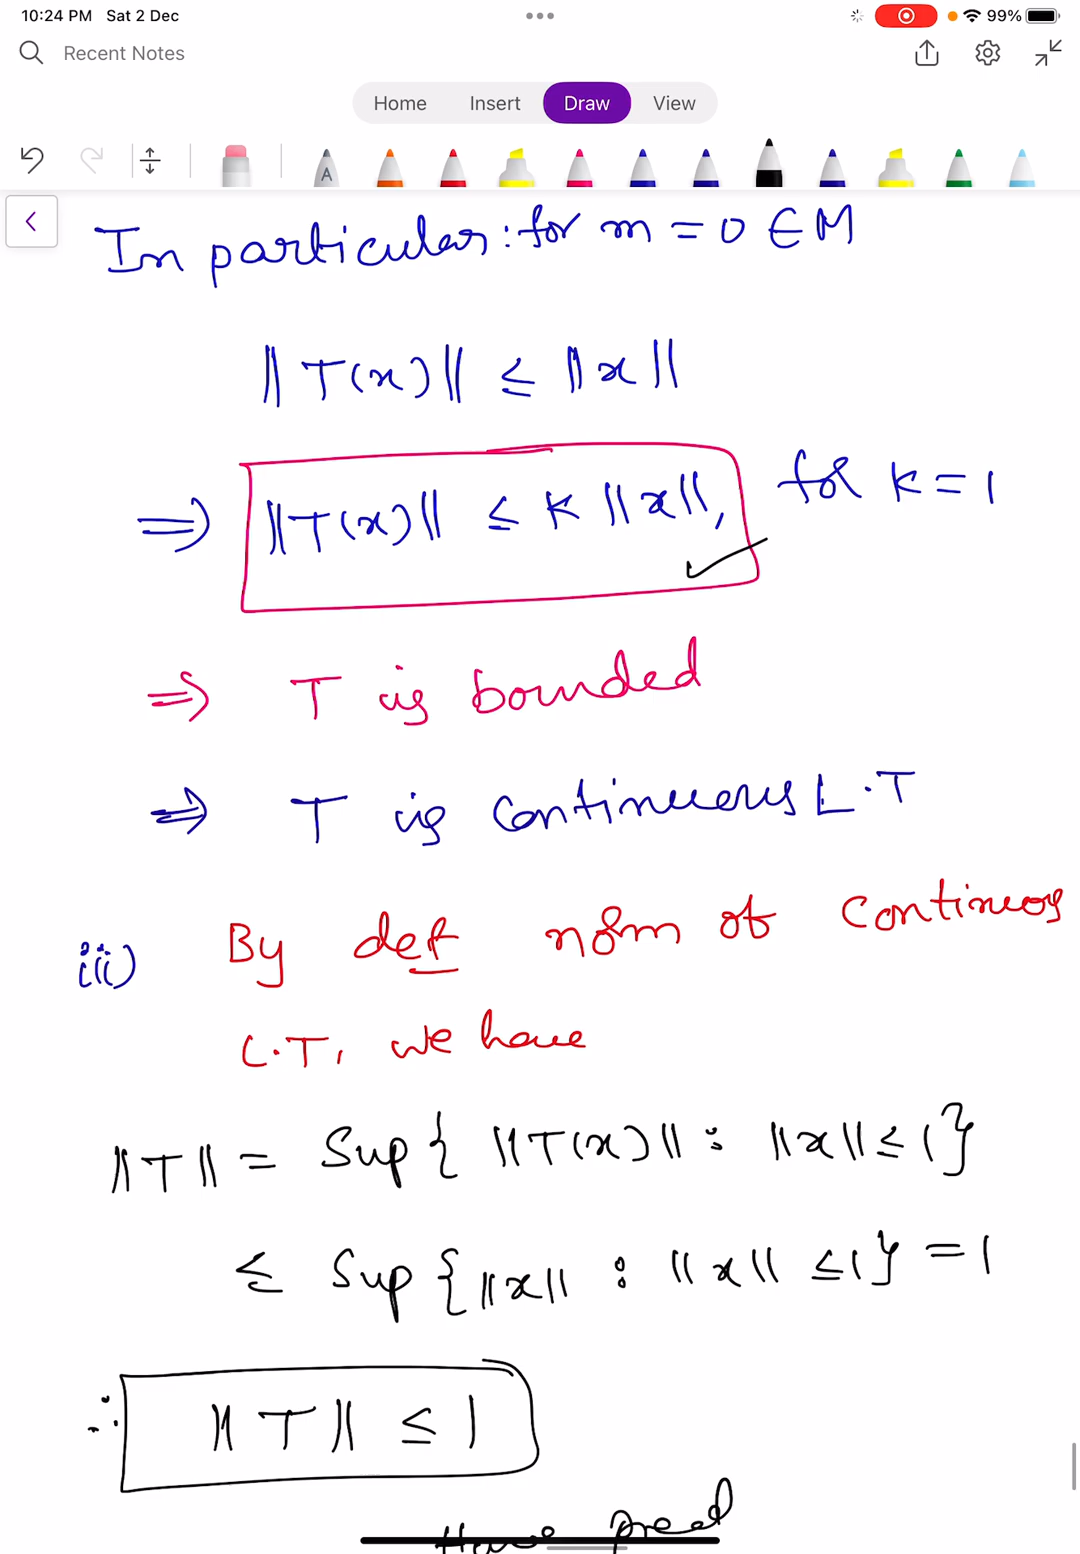 10:24 PM Sat 2 Dec
99%
Recent Notes
Home Insert Draw View
A
In particular : for m = 0 ∈ M
||T(x)|| ≤ ||x||
⇒ ||T(x)|| ≤ K ||x||, for K = 1
⇒ T is bounded
⇒ T is continuous L.T
iii) By def norm of continuous
L.T, we have
||T|| = Sup{ ||T(x)|| : ||x|| ≤ 1}
≤ Sup{||x|| : ||x|| ≤ 1} = 1
∴ ||T|| ≤ 1